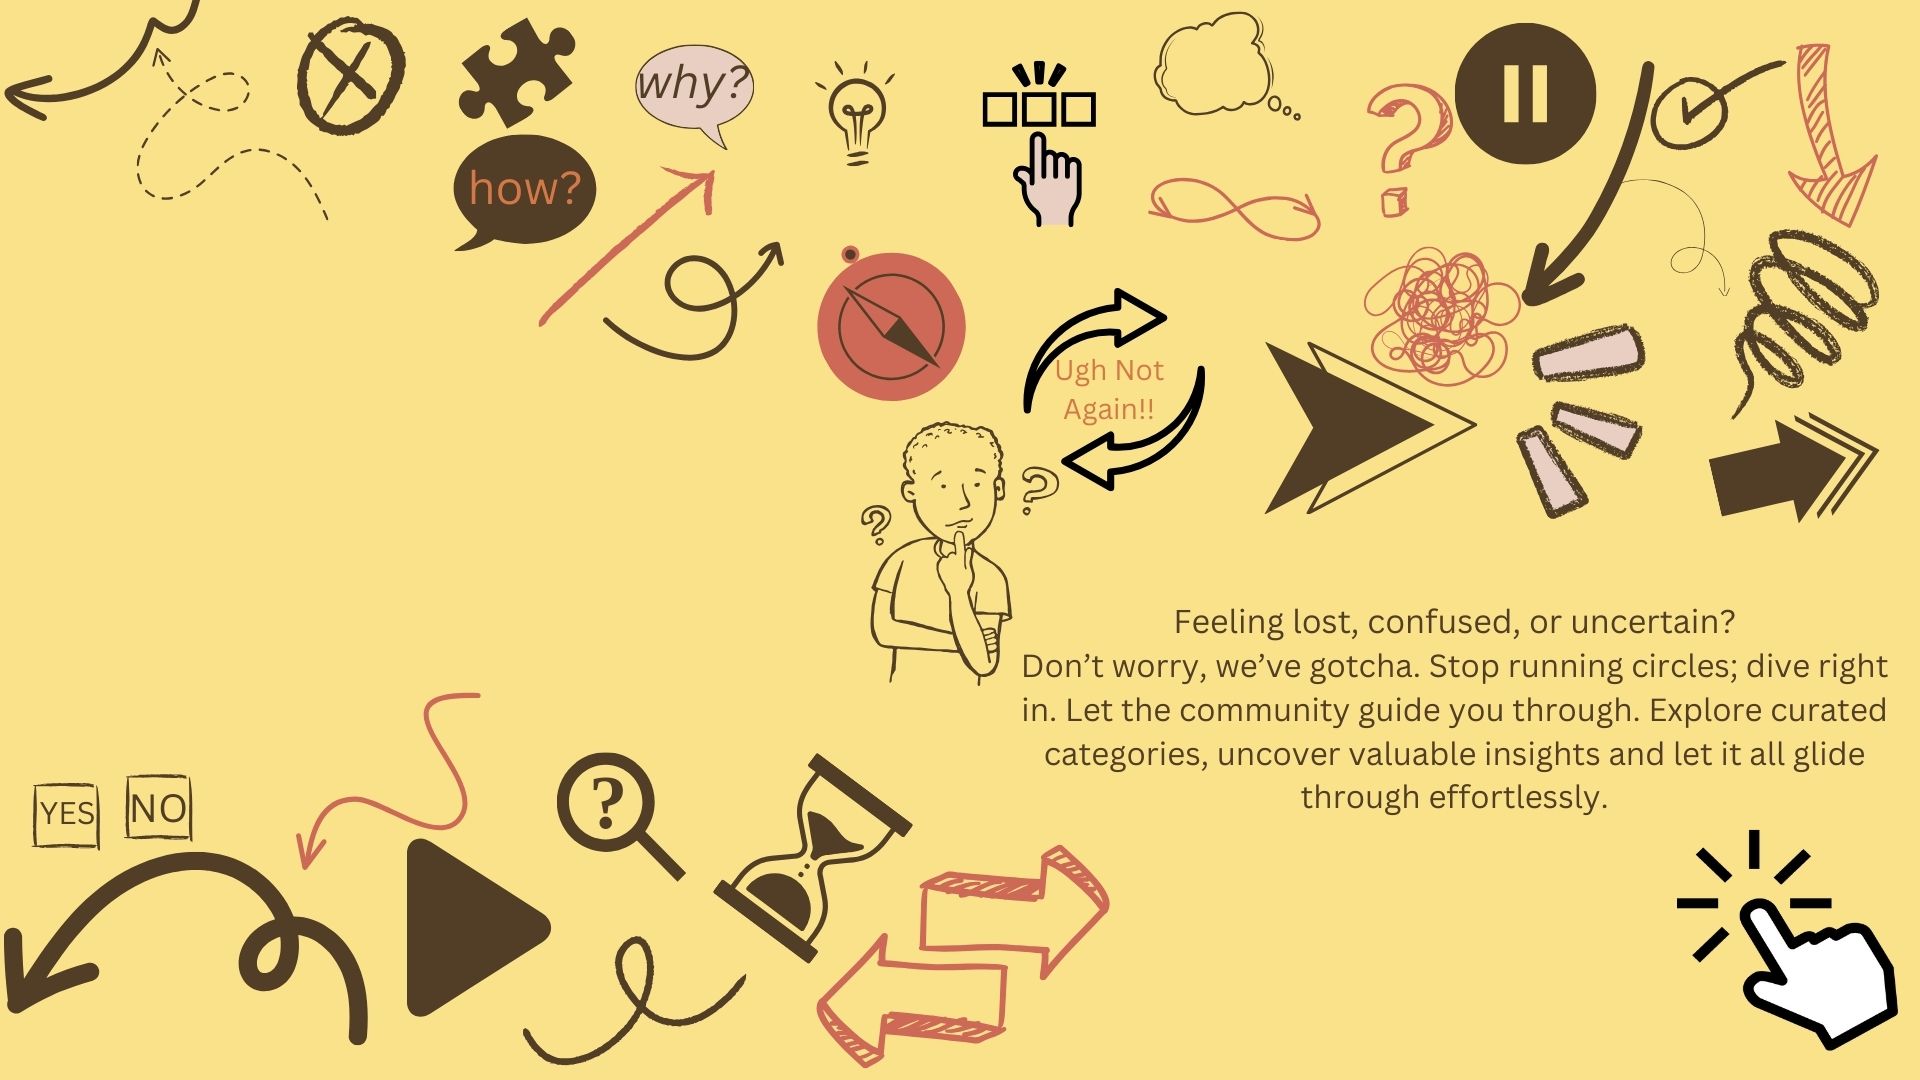 why?
how?
?
Ugh Not
Again!!
?
?
Feeling lost, confused, or uncertain?
Don’t worry, we’ve gotcha. Stop running circles; dive right
in. Let the community guide you through. Explore curated
categories, uncover valuable insights and let it all glide
through effortlessly.
YES
NO
?